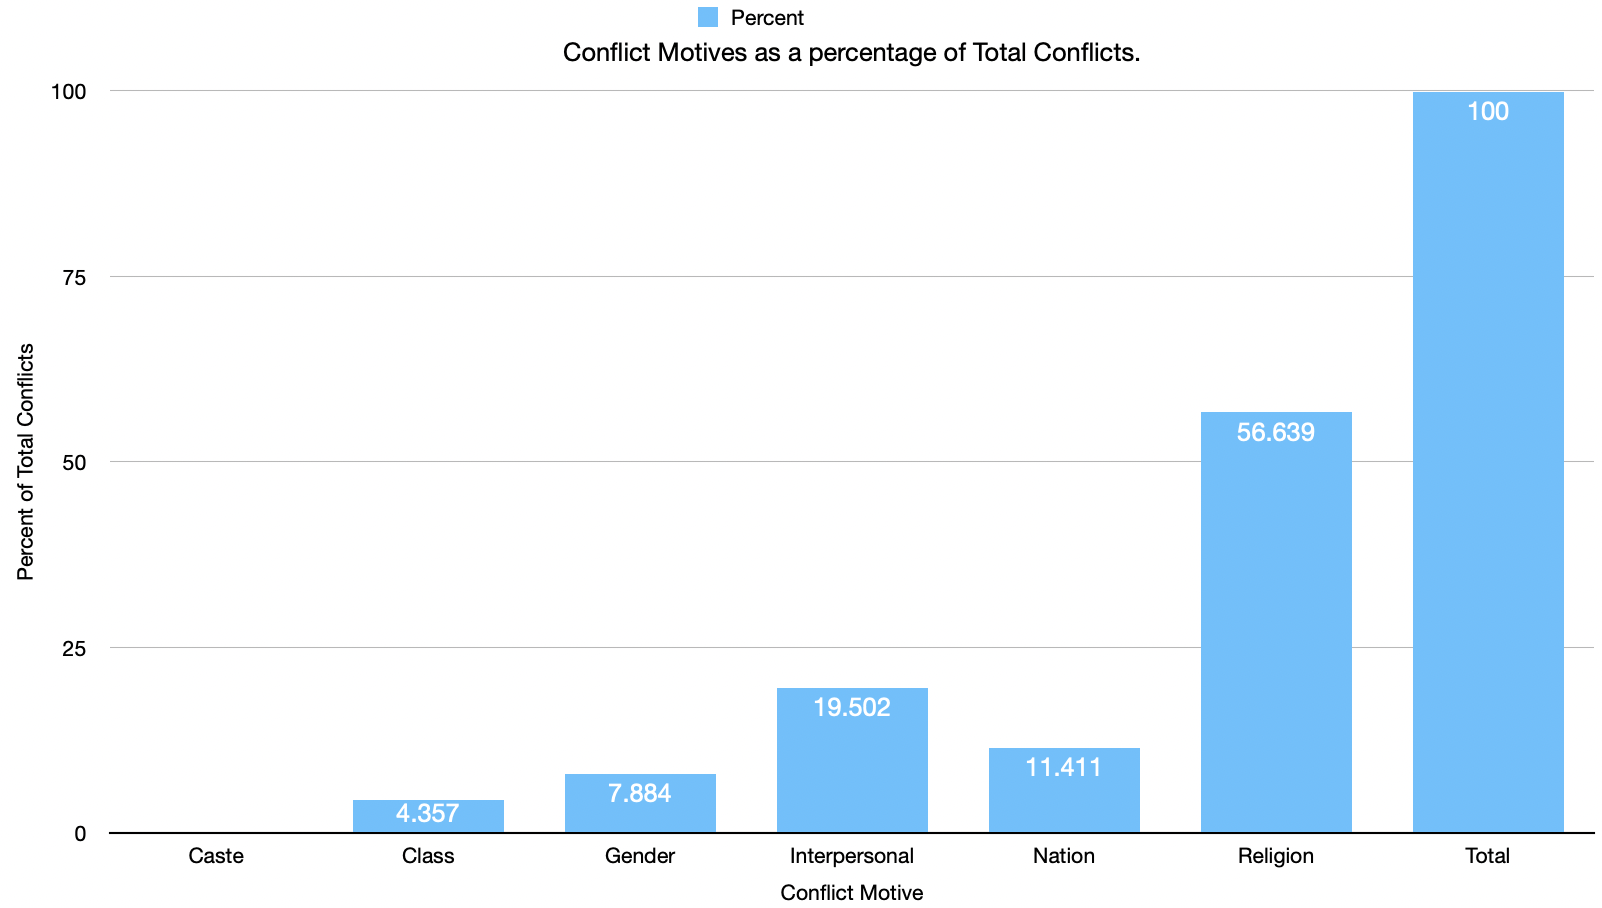 Percent
Conflict Motives as a percentage of Total Conflicts.
100
75
50
25
0
Percent of Total Conflicts
4.357
7.884
19.502
11.411
56.639
100
Caste
Class
Gender
Interpersonal
Nation
Religion
Total
Conflict Motive